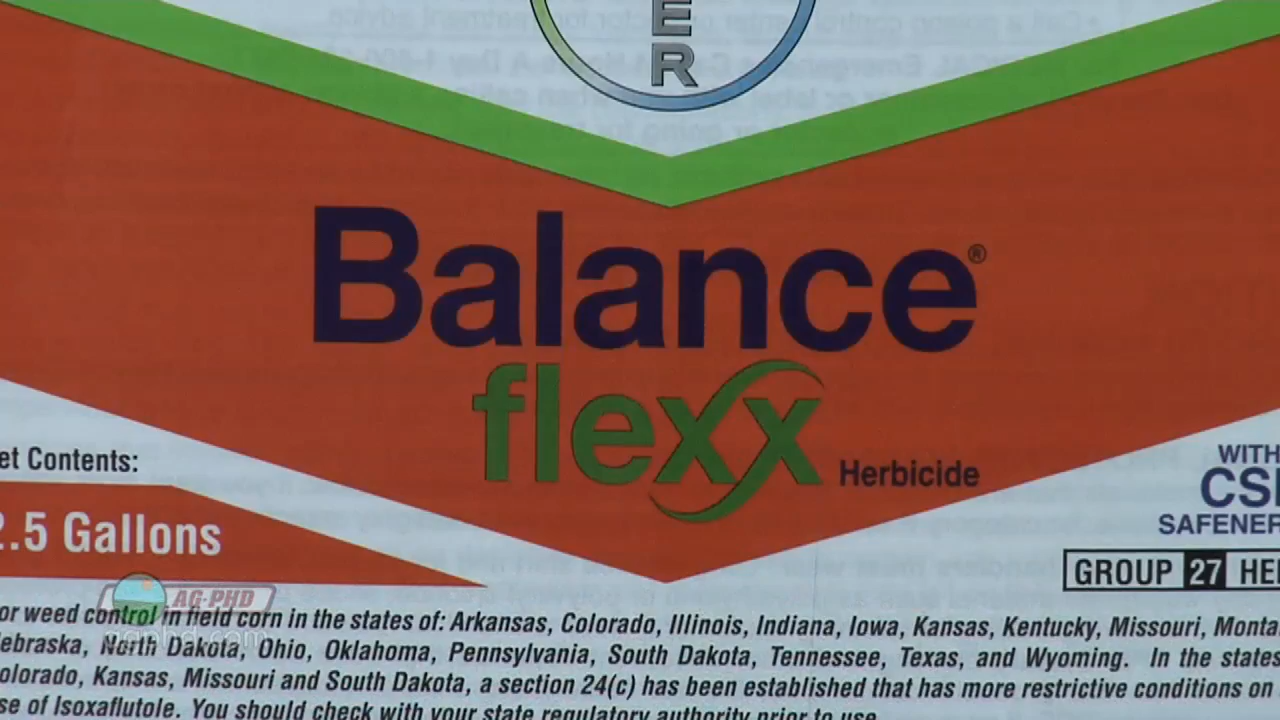 E
R
Balance®
flexx Herbicide
et Contents:
.5 Gallons
WITH
CS
SAFENER
GROUP 27 HE
AG-PHD
agphd.com
or weed control in field corn in the states of: Arkansas, Colorado, Illinois, Indiana, Iowa, Kansas, Kentucky, Missouri, Monta
ebraska, North Dakota, Ohio, Oklahoma, Pennsylvania, South Dakota, Tennessee, Texas, and Wyoming. In the states
olorado, Kansas, Missouri and South Dakota, a section 24(c) has been established that has more restrictive conditions on
se of Isoxaflutole. You should check with your state regulatory authority prior to use.